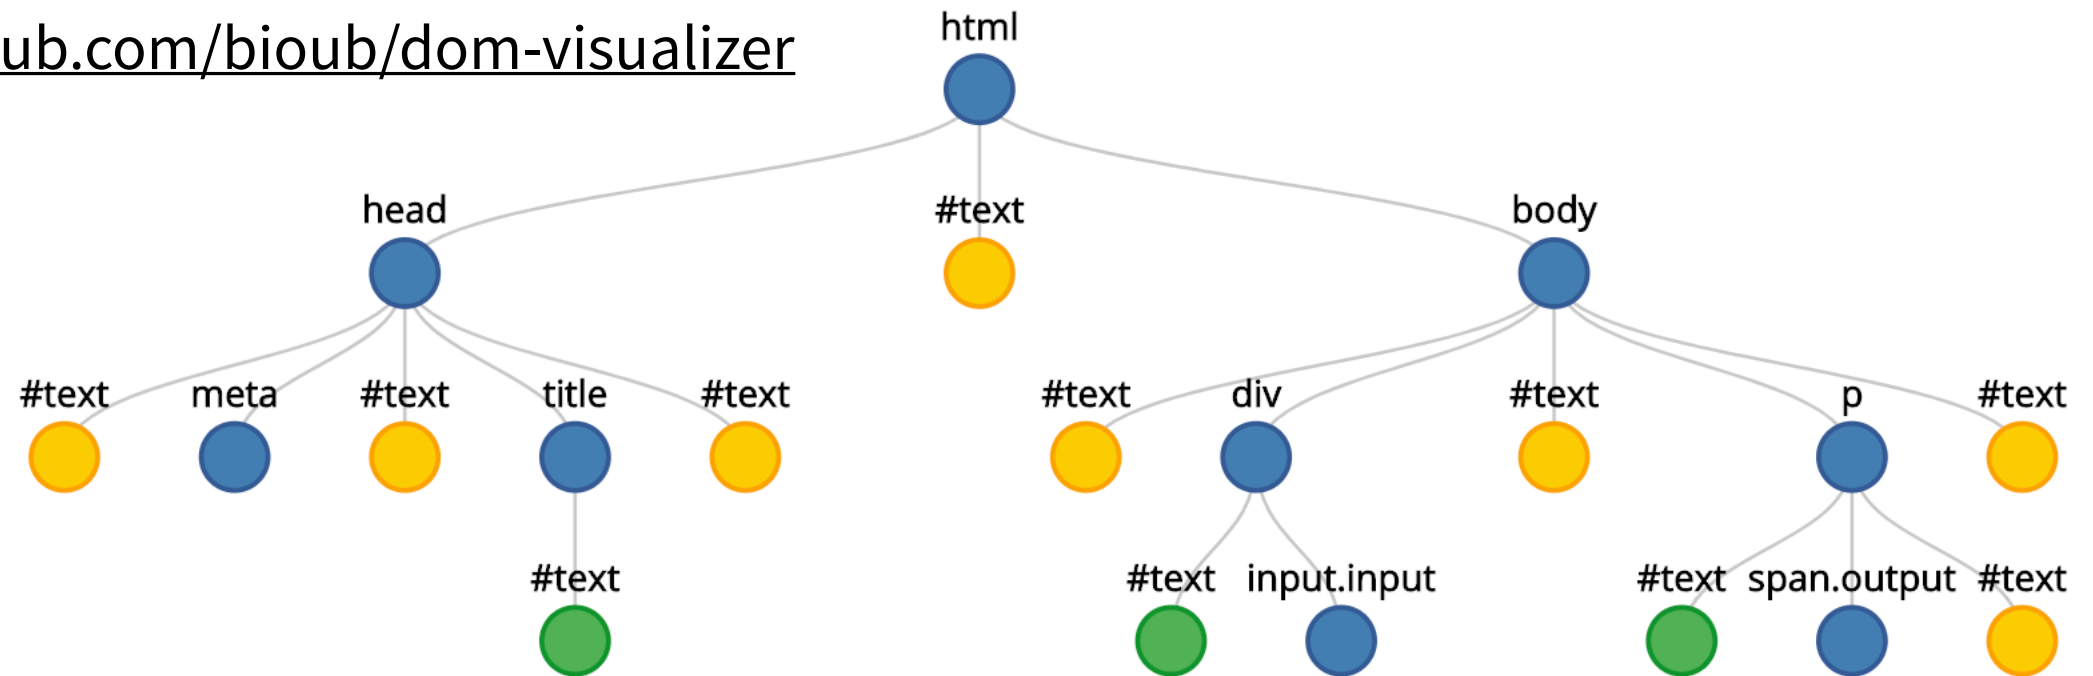 ub.com/bioub/dom-visualizer
html
head #text body
#text meta #text title #text #text div #text p #text
#text #text input.input #text span.output #text